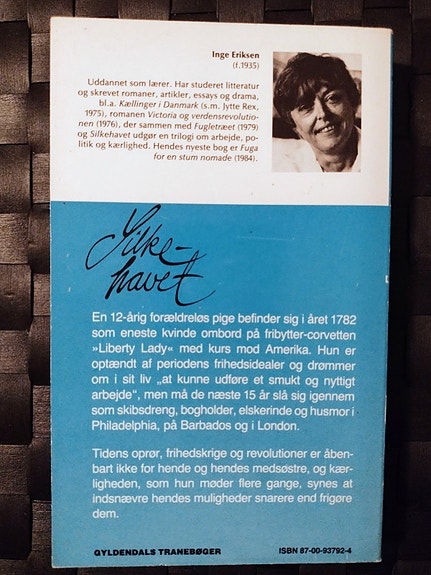 Inge Eriksen
(f.1935)
Uddannet som lærer. Har studeret litteratur
og skrevet romaner, artikler, essays og drama,
bl.a. Kællinger i Danmark (s.m. Jytte Rex,
1975), romanen Victoria og verdensrevolutio-
nen (1976), der sammen med Fugletræet (1979)
og Silkehavet udgør en trilogi om arbejde, po-
litik og kærlighed. Hendes nyeste bog er Fuga
for en stum nomade (1984).
Silke-
havet
En 12-årig forældreløs pige befinder sig i året 1782
som eneste kvinde ombord på fribytter-corvetten
»Liberty Lady« med kurs mod Amerika. Hun er
optændt af periodens frihedsidealer og drømmer
om i sit liv „at kunne udføre et smukt og nyttigt
arbejde“, men må de næste 15 år slå sig igennem
som skibsdreng, bogholder, elskerinde og husmor i
Philadelphia, på Barbados og i London.
Tidens oprør, frihedskrige og revolutioner er åben-
bart ikke for hende og hendes medsøstre, og kær-
ligheden, som hun møder flere gange, synes at
indsnævre hendes muligheder snarere end frigøre
dem.
GYLDENDALS TRANEBØGER
ISBN 87-00-93792-4